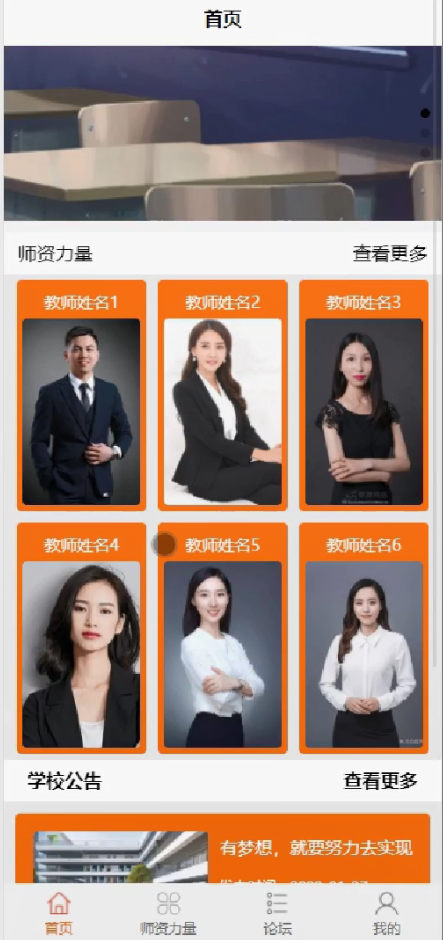 首页
师资力量 查看更多
教师姓名1 教师姓名2 教师姓名3
教师姓名4 教师姓名5 教师姓名6
学校公告 查看更多
有梦想，就要努力去实现
首页 师资力量 论坛 我的